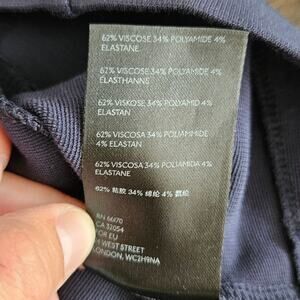 62% VISCOSE 34% POLYAMIDE 4%
ELASTANE
62% VISCOSE 34% POLYAMIDE 4%
ELASTHANNE
62% VISKOSE 34% POLYAMID 4%
ELASTAN
62% VISCOSA 34% POLIAMMIDE 4%
ELASTAN
62% VISCOSA 34% POLIAMIDA 4%
ELASTANE
62% 粘胶 34% 锦纶 4% 氨纶
RN 66170
CA 32054
FOR EU
WEST STREET
LONDON, WC2H9NA